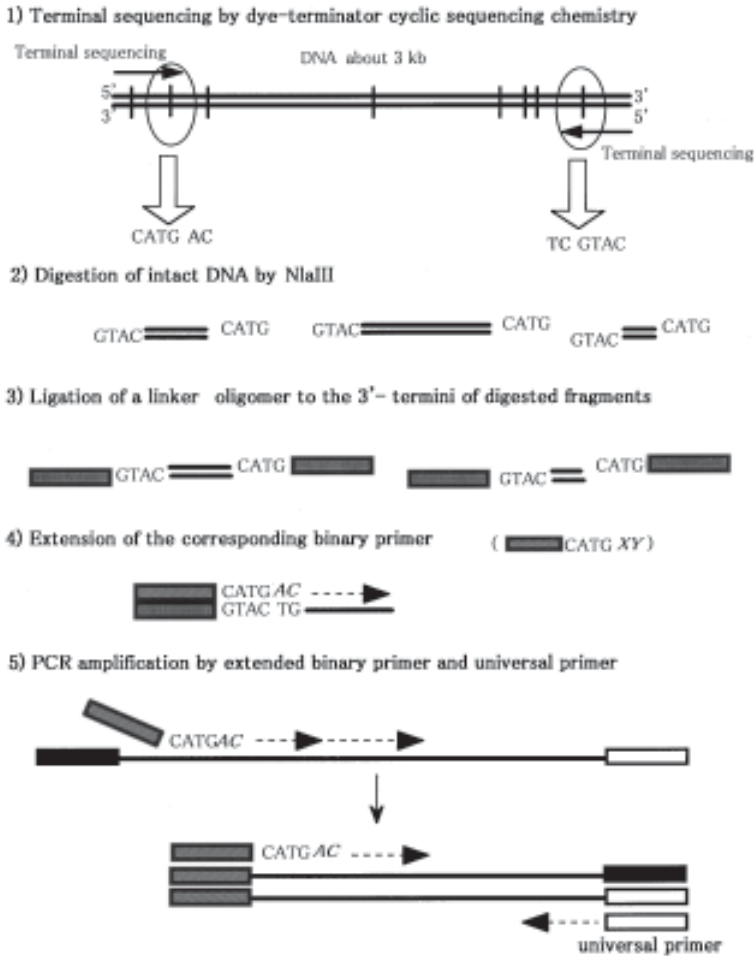 1) Terminal sequencing by dye-terminator cyclic sequencing chemistry
Terminal sequencing
DNA about 3 kb
5' 3'
3' 5'
Terminal sequencing
CATG AC
TC GTAC
2) Digestion of intact DNA by NlaIII
GTAC CATG GTAC CATG GTAC CATG
3) Ligation of a linker oligomer to the 3'- termini of digested fragments
GTAC CATG GTAC CATG
4) Extension of the corresponding binary primer ( CATG XY )
CATG AC
GTAC TG
5) PCR amplification by extended binary primer and universal primer
CATGAC
CATG AC
universal primer